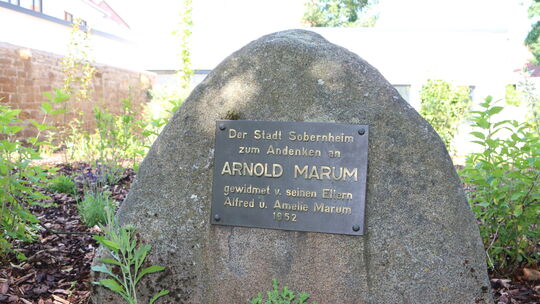 Der Stadt Sobernheim
zum Andenken an
ARNOLD MARUM
gewidmet v. seinen Eltern
Alfred u. Amelie Marum
1952